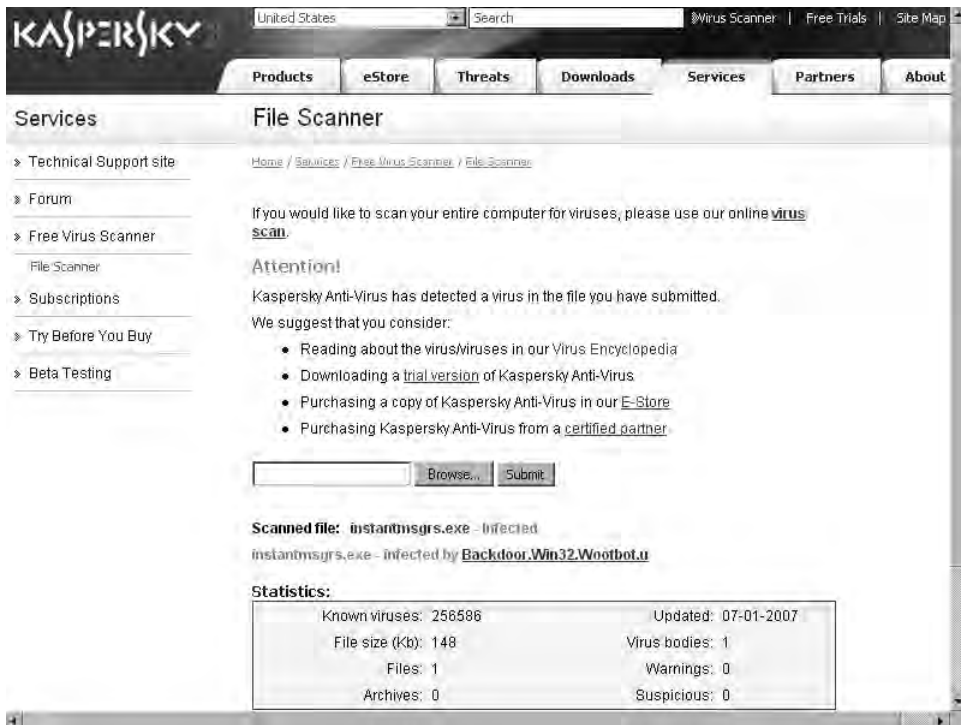 KASPERSKY
United States
Search
»Virus Scanner | Free Trials | Site Map
Products
eStore
Threats
Downloads
Services
Partners
About
Services
» Technical Support site
» Forum
» Free Virus Scanner
File Scanner
» Subscriptions
» Try Before You Buy
» Beta Testing
File Scanner
Home / Services / Free Virus Scanner / File Scanner
If you would like to scan your entire computer for viruses, please use our online virus
scan.
Attention!
Kaspersky Anti-Virus has detected a virus in the file you have submitted.
We suggest that you consider:
• Reading about the virus/viruses in our Virus Encyclopedia
• Downloading a trial version of Kaspersky Anti-Virus
• Purchasing a copy of Kaspersky Anti-Virus in our E-Store
• Purchasing Kaspersky Anti-Virus from a certified partner
Browse... Submit
Scanned file: instantmsgrs.exe - Infected
instantmsgrs.exe - infected by Backdoor.Win32.Wootbot.u
Statistics:
Known viruses: 256586 Updated: 07-01-2007
File size (Kb): 148 Virus bodies: 1
Files: 1 Warnings: 0
Archives: 0 Suspicious: 0